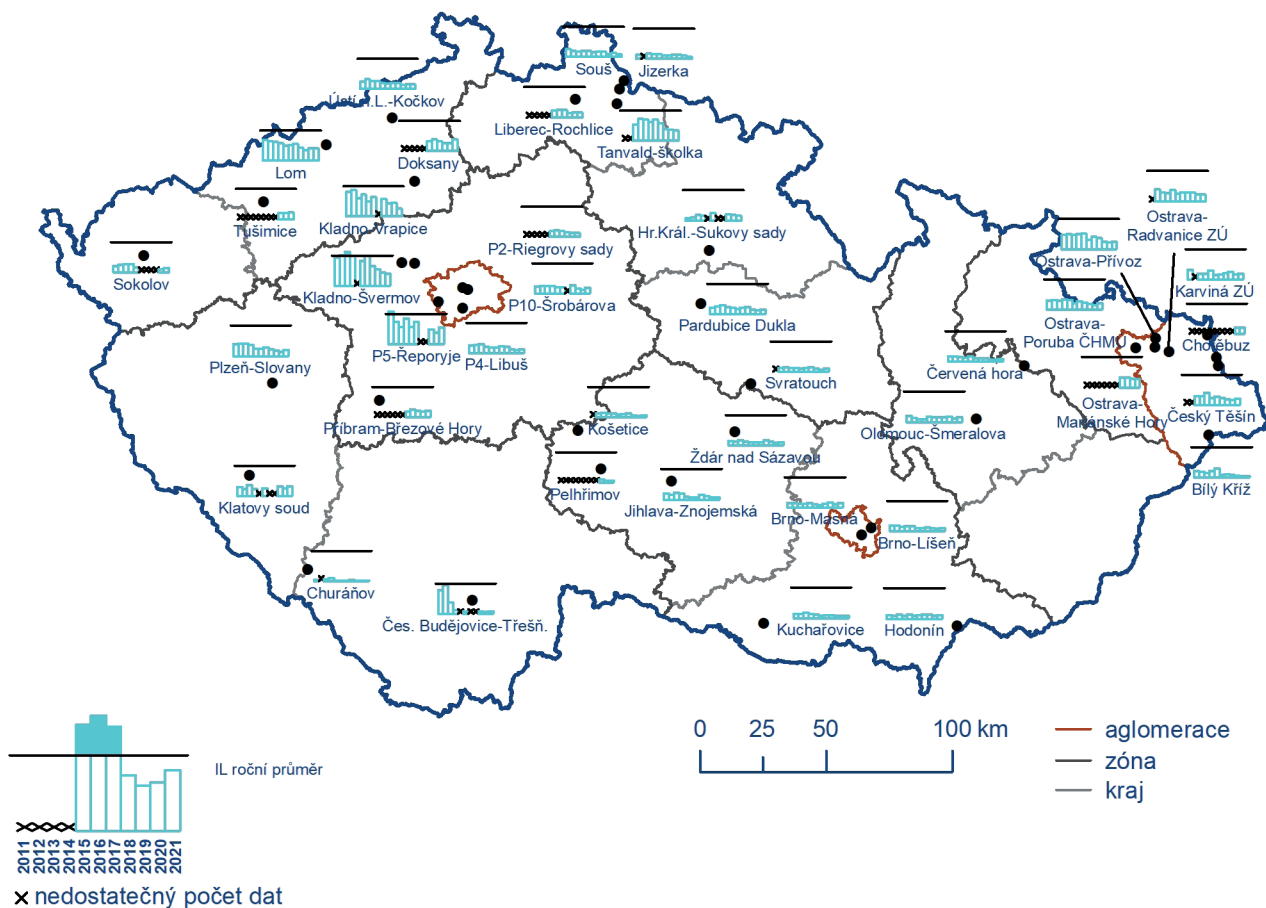 Souš
Jizerka
Ústí n.L.-Kočkov
Liberec-Rochlice
Tanvald-školka
Doksany
Lom
Ostrava-
Radvanice ZÚ
Tušimice
Kladno-Vrapice
Hr.Král.-Sukovy sady
P2-Riegrovy sady
Ostrava-Přívoz
Sokolov
Karviná ZÚ
Kladno-Švermov
P10-Šrobárova
Pardubice Dukla
Ostrava-
Poruba ČHMÚ
Chotěbuz
P5-Řeporyje
P4-Libuš
Plzeň-Slovany
Svratouch
Červená hora
Ostrava-
Mariánské Hory
Český Těšín
Příbram-Březové Hory
Košetice
Olomouc-Šmeralova
Ždár nad Sázavou
Bílý Kříž
Klatovy soud
Pelhřimov
Jihlava-Znojemská
Brno-Masná
Brno-Líšeň
Churáňov
Čes. Budějovice-Třešň.
Kuchařovice
Hodonín
0 25 50 100 km
aglomerace
zóna
kraj
IL roční průměr
2011
2012
2013
2014
2015
2016
2017
2018
2019
2020
2021
nedostatečný počet dat